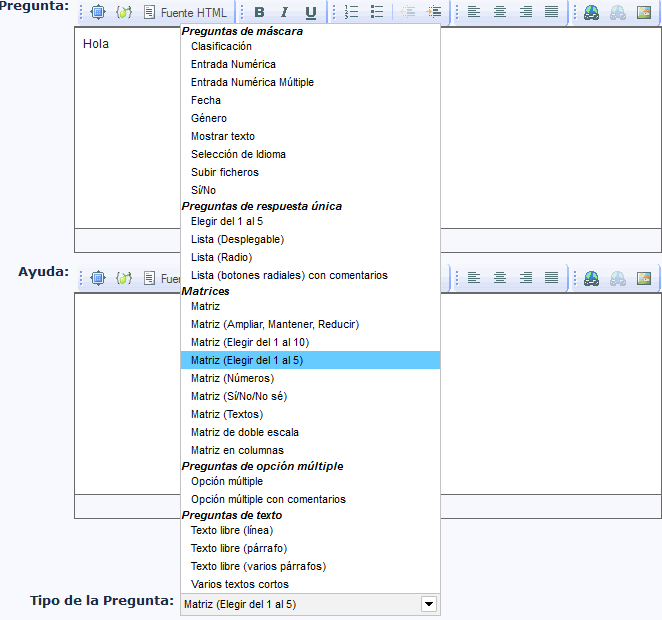 Pregunta:
Fuente HTML B I U
Hola
Preguntas de máscara
Clasificación
Entrada Numérica
Entrada Numérica Múltiple
Fecha
Género
Mostrar texto
Selección de Idioma
Subir ficheros
Sí/No
Preguntas de respuesta única
Elegir del 1 al 5
Lista (Desplegable)
Lista (Radio)
Lista (botones radiales) con comentarios
Ayuda:
Fuen
Matrices
Matriz
Matriz (Ampliar, Mantener, Reducir)
Matriz (Elegir del 1 al 10)
Matriz (Elegir del 1 al 5)
Matriz (Números)
Matriz (Sí/No/No sé)
Matriz (Textos)
Matriz de doble escala
Matriz en columnas
Preguntas de opción múltiple
Opción múltiple
Opción múltiple con comentarios
Preguntas de texto
Texto libre (línea)
Texto libre (párrafo)
Texto libre (varios párrafos)
Varios textos cortos
Tipo de la Pregunta: Matriz (Elegir del 1 al 5)